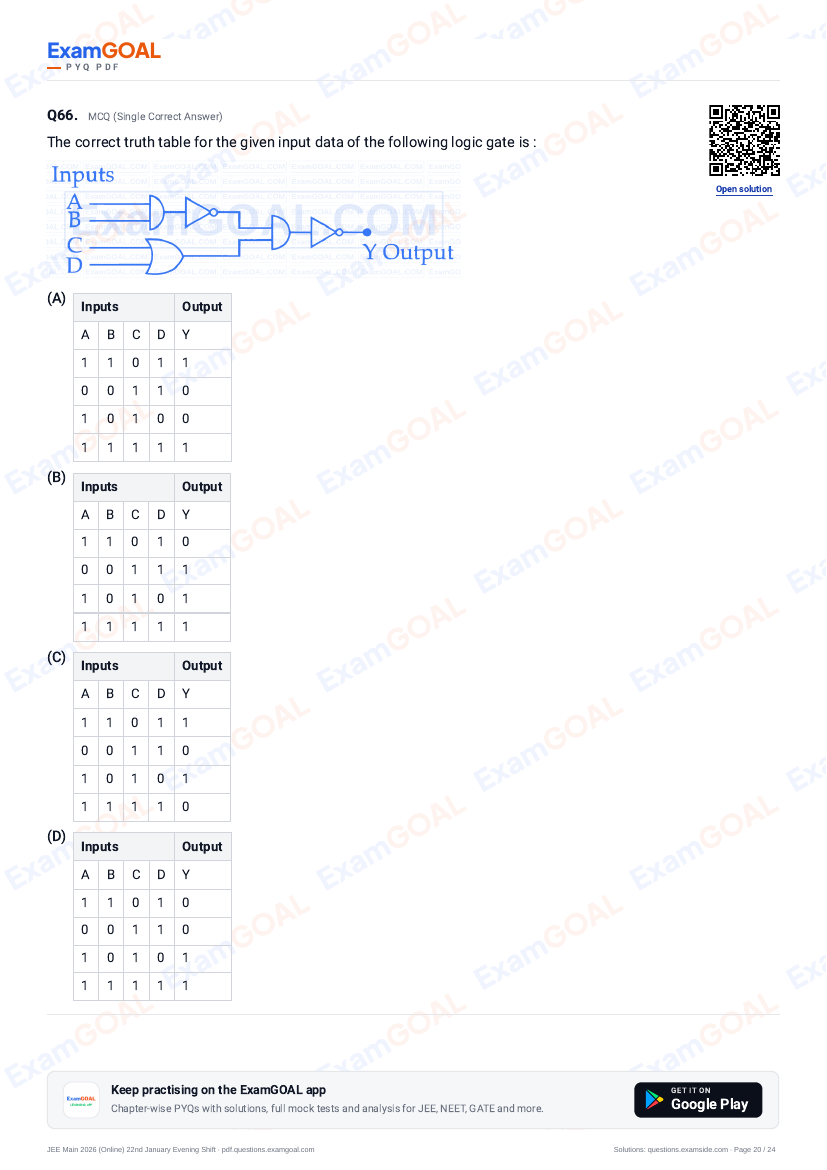 ExamGOAL
PYQ PDF
Q66. MCQ (Single Correct Answer)
The correct truth table for the given input data of the following logic gate is :
Open solution
Inputs
A
B
C
D
Y Output
ExamGOAL.COM
(A)
Inputs Output
A B C D Y
1 1 0 1 1
0 0 1 1 0
1 0 1 0 0
1 1 1 1 1
(B)
Inputs Output
A B C D Y
1 1 0 1 0
0 0 1 1 1
1 0 1 0 1
1 1 1 1 1
(C)
Inputs Output
A B C D Y
1 1 0 1 1
0 0 1 1 0
1 0 1 0 1
1 1 1 1 0
(D)
Inputs Output
A B C D Y
1 1 0 1 0
0 0 1 1 0
1 0 1 0 1
1 1 1 1 1
ExamGOAL
Keep practising on the ExamGOAL app
Chapter-wise PYQs with solutions, full mock tests and analysis for JEE, NEET, GATE and more.
GET IT ON
Google Play
JEE Main 2026 (Online) 22nd January Evening Shift · pdf.questions.examgoal.com
Solutions: questions.examside.com · Page 20 / 24